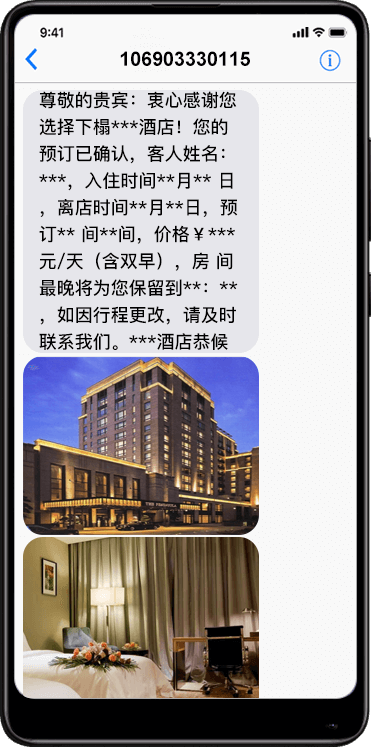 9:41
106903330115
尊敬的贵宾：衷心感谢您
选择下榻***酒店！您的
预订已确认，客人姓名：
***，入住时间**月** 日
，离店时间**月**日，预
订** 间**间，价格￥***
元/天（含双早），房 间
最晚将为您保留到**：**
，如因行程更改，请及时
联系我们。***酒店恭候